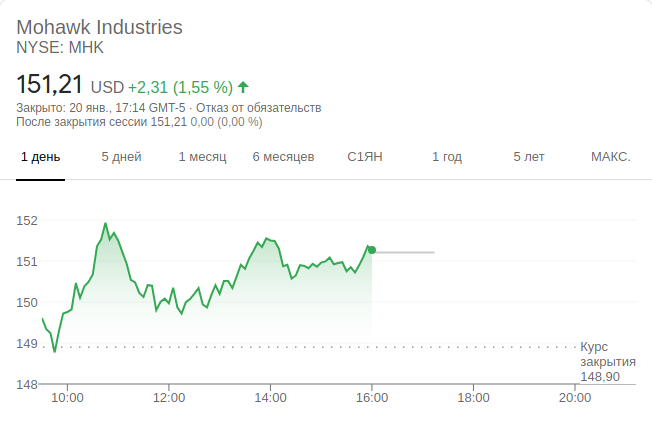 Mohawk Industries
NYSE: MHK
151,21 USD +2,31 (1,55 %)
Закрыто: 20 янв., 17:14 GMT-5 · Отказ от обязательств
После закрытия сессии 151,21 0,00 (0,00 %)
1 день 5 дней 1 месяц 6 месяцев С1ЯН 1 год 5 лет МАКС.
152
151
150
149
Курс
закрытия
148,90
148
10:00 12:00 14:00 16:00 18:00 20:00